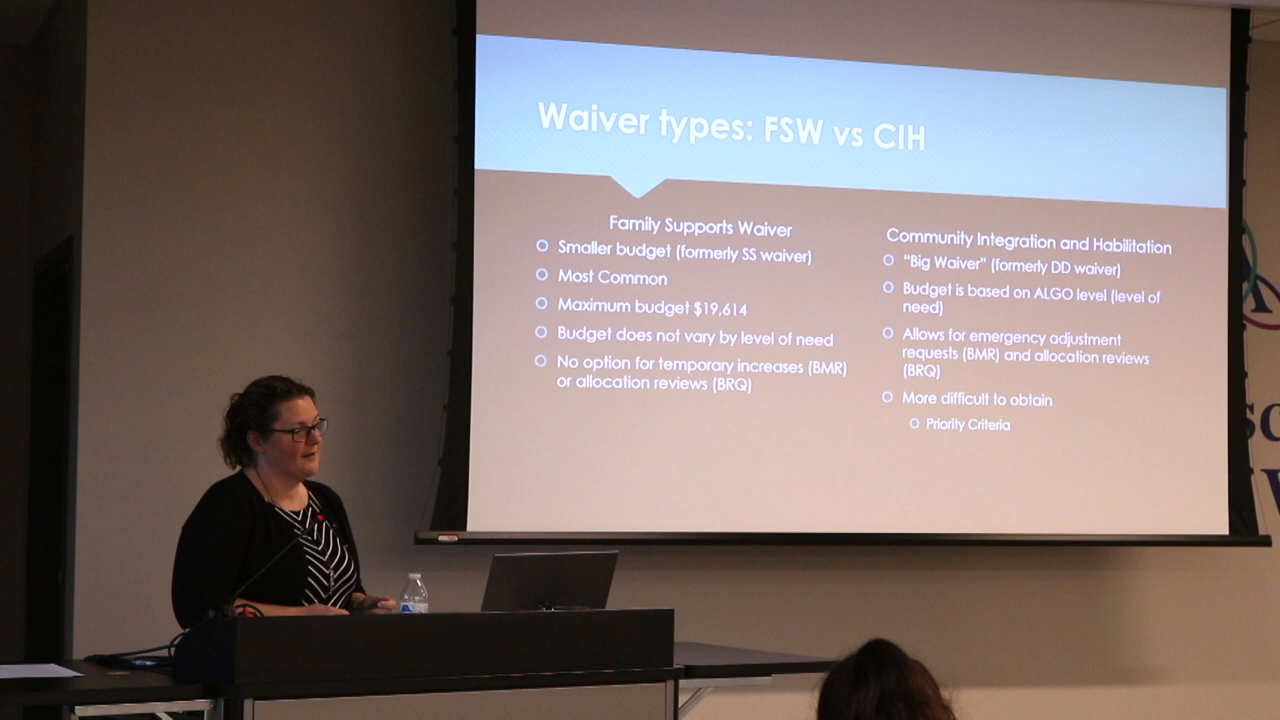 Waiver types: FSW vs CIH
Family Supports Waiver
Smaller budget (formerly SS waiver)
Most Common
Maximum budget $19,614
Budget does not vary by level of need
No option for temporary increases (BMR)
or allocation reviews (BRQ)
Community Integration and Habilitation
"Big Waiver" (formerly DD waiver)
Budget is based on ALGO level (level of
need)
Allows for emergency adjustment
requests (BMR) and allocation reviews
(BRQ)
More difficult to obtain
Priority Criteria